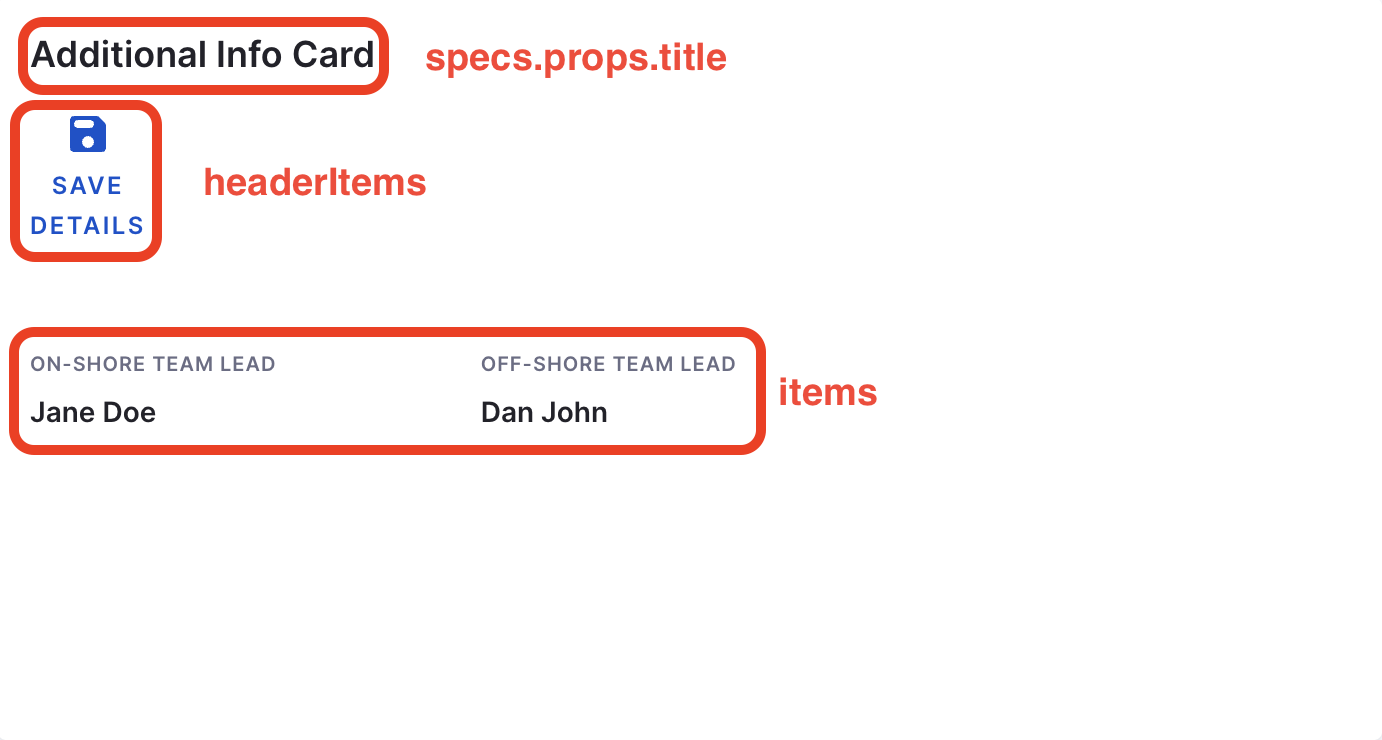 Additional Info Card specs.props.title
SAVE
DETAILS
headerItems
ON-SHORE TEAM LEAD OFF-SHORE TEAM LEAD
Jane Doe Dan John
items